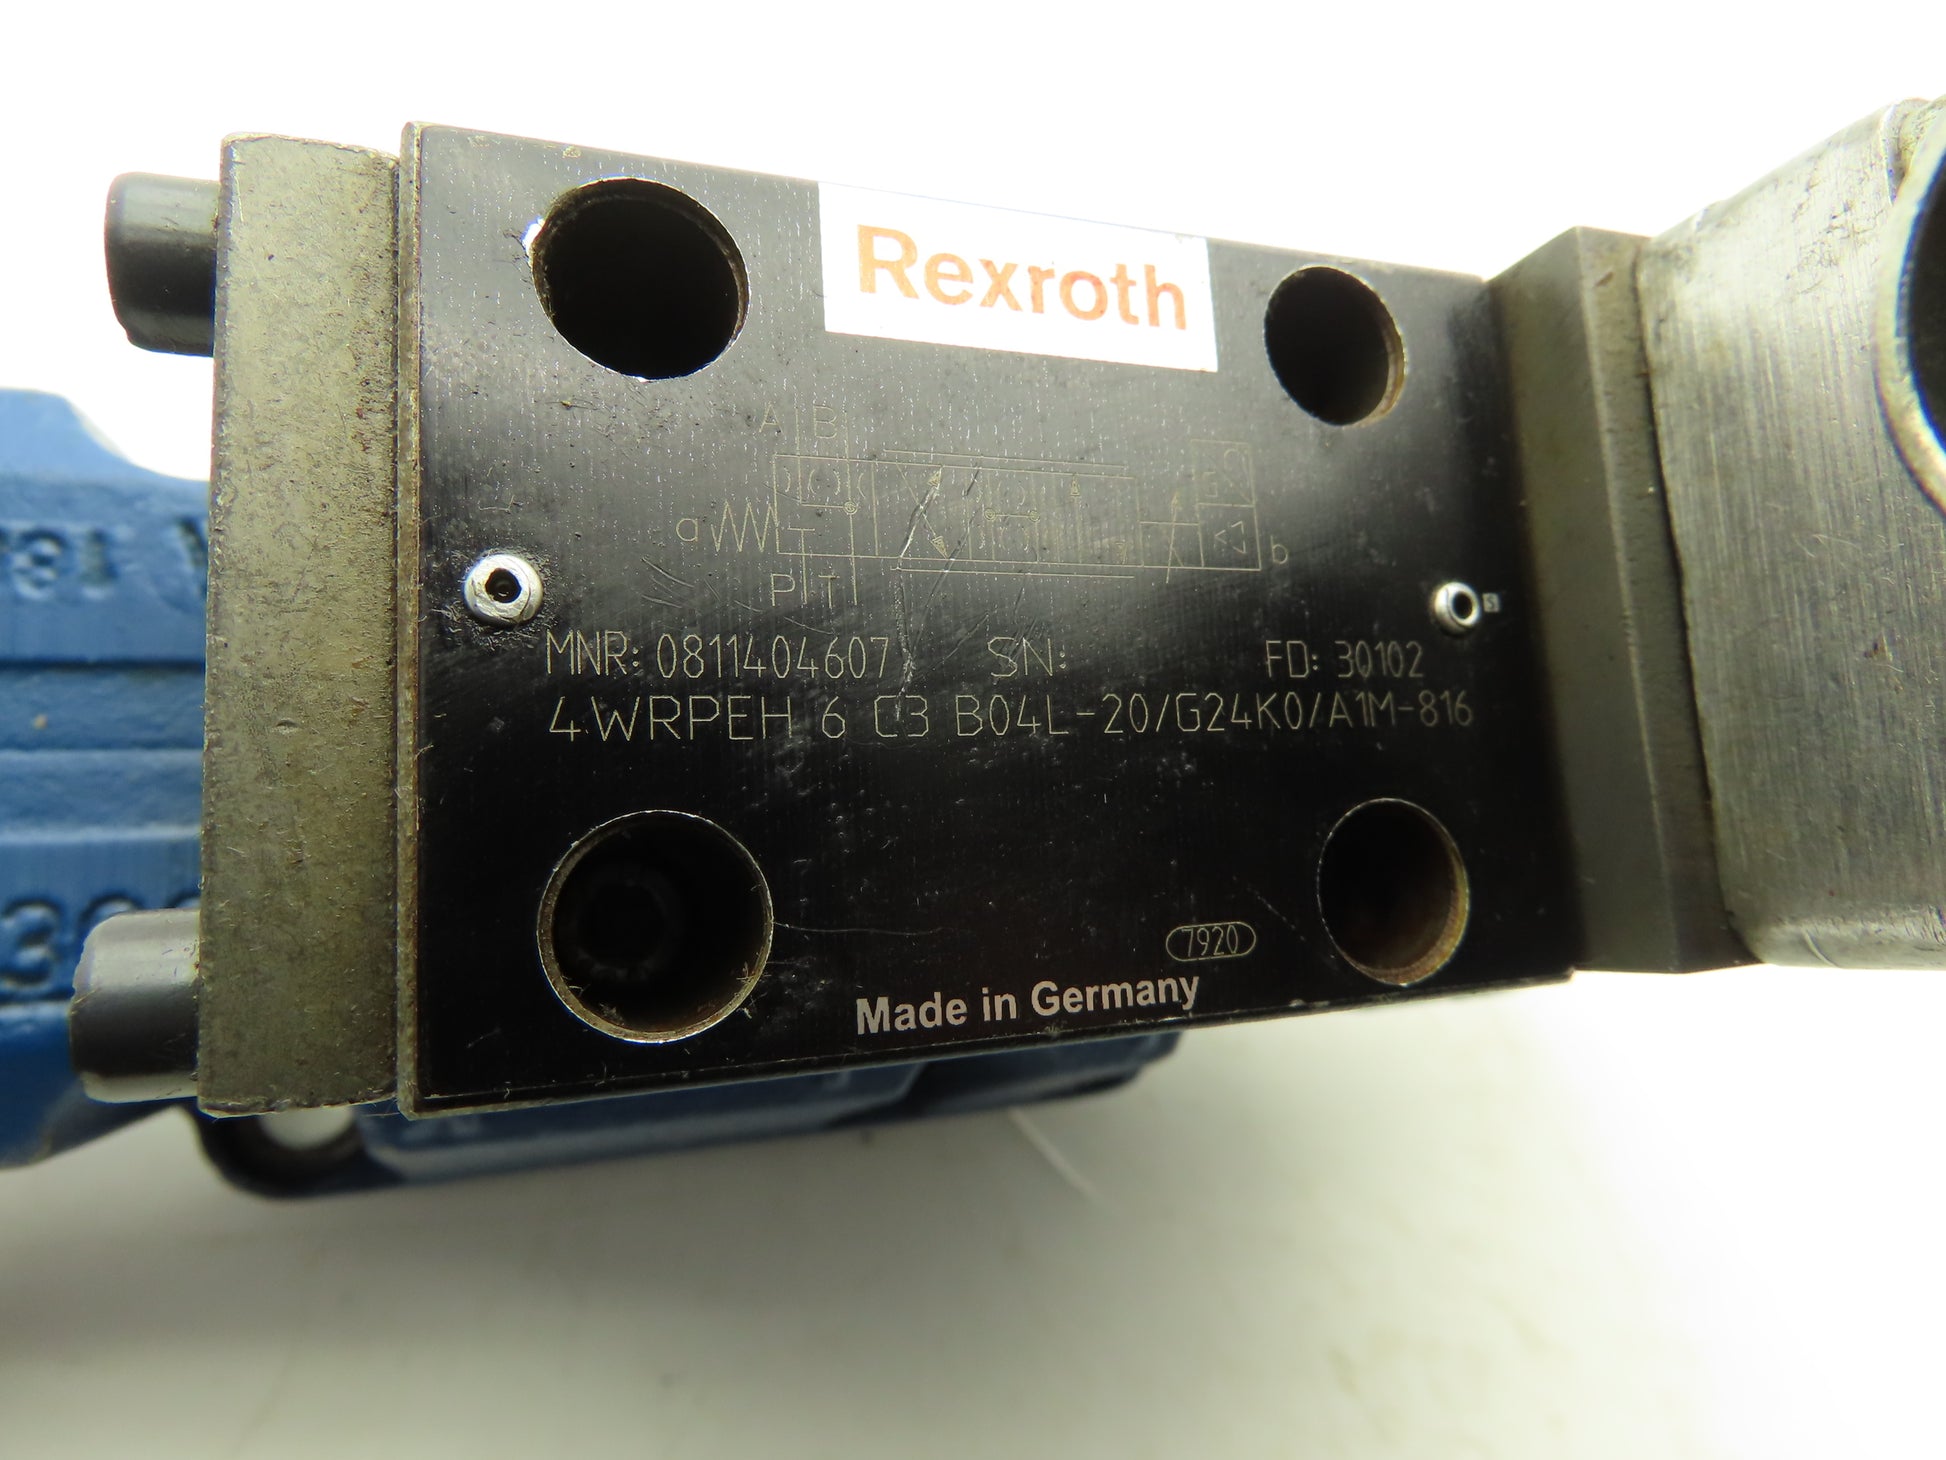 Rexroth
A B
a
b
P T
MNR: 0811404607 SN: FD: 30102
4WRPEH 6 C3 B04L-20/G24K0/A1M-816
7920
Made in Germany